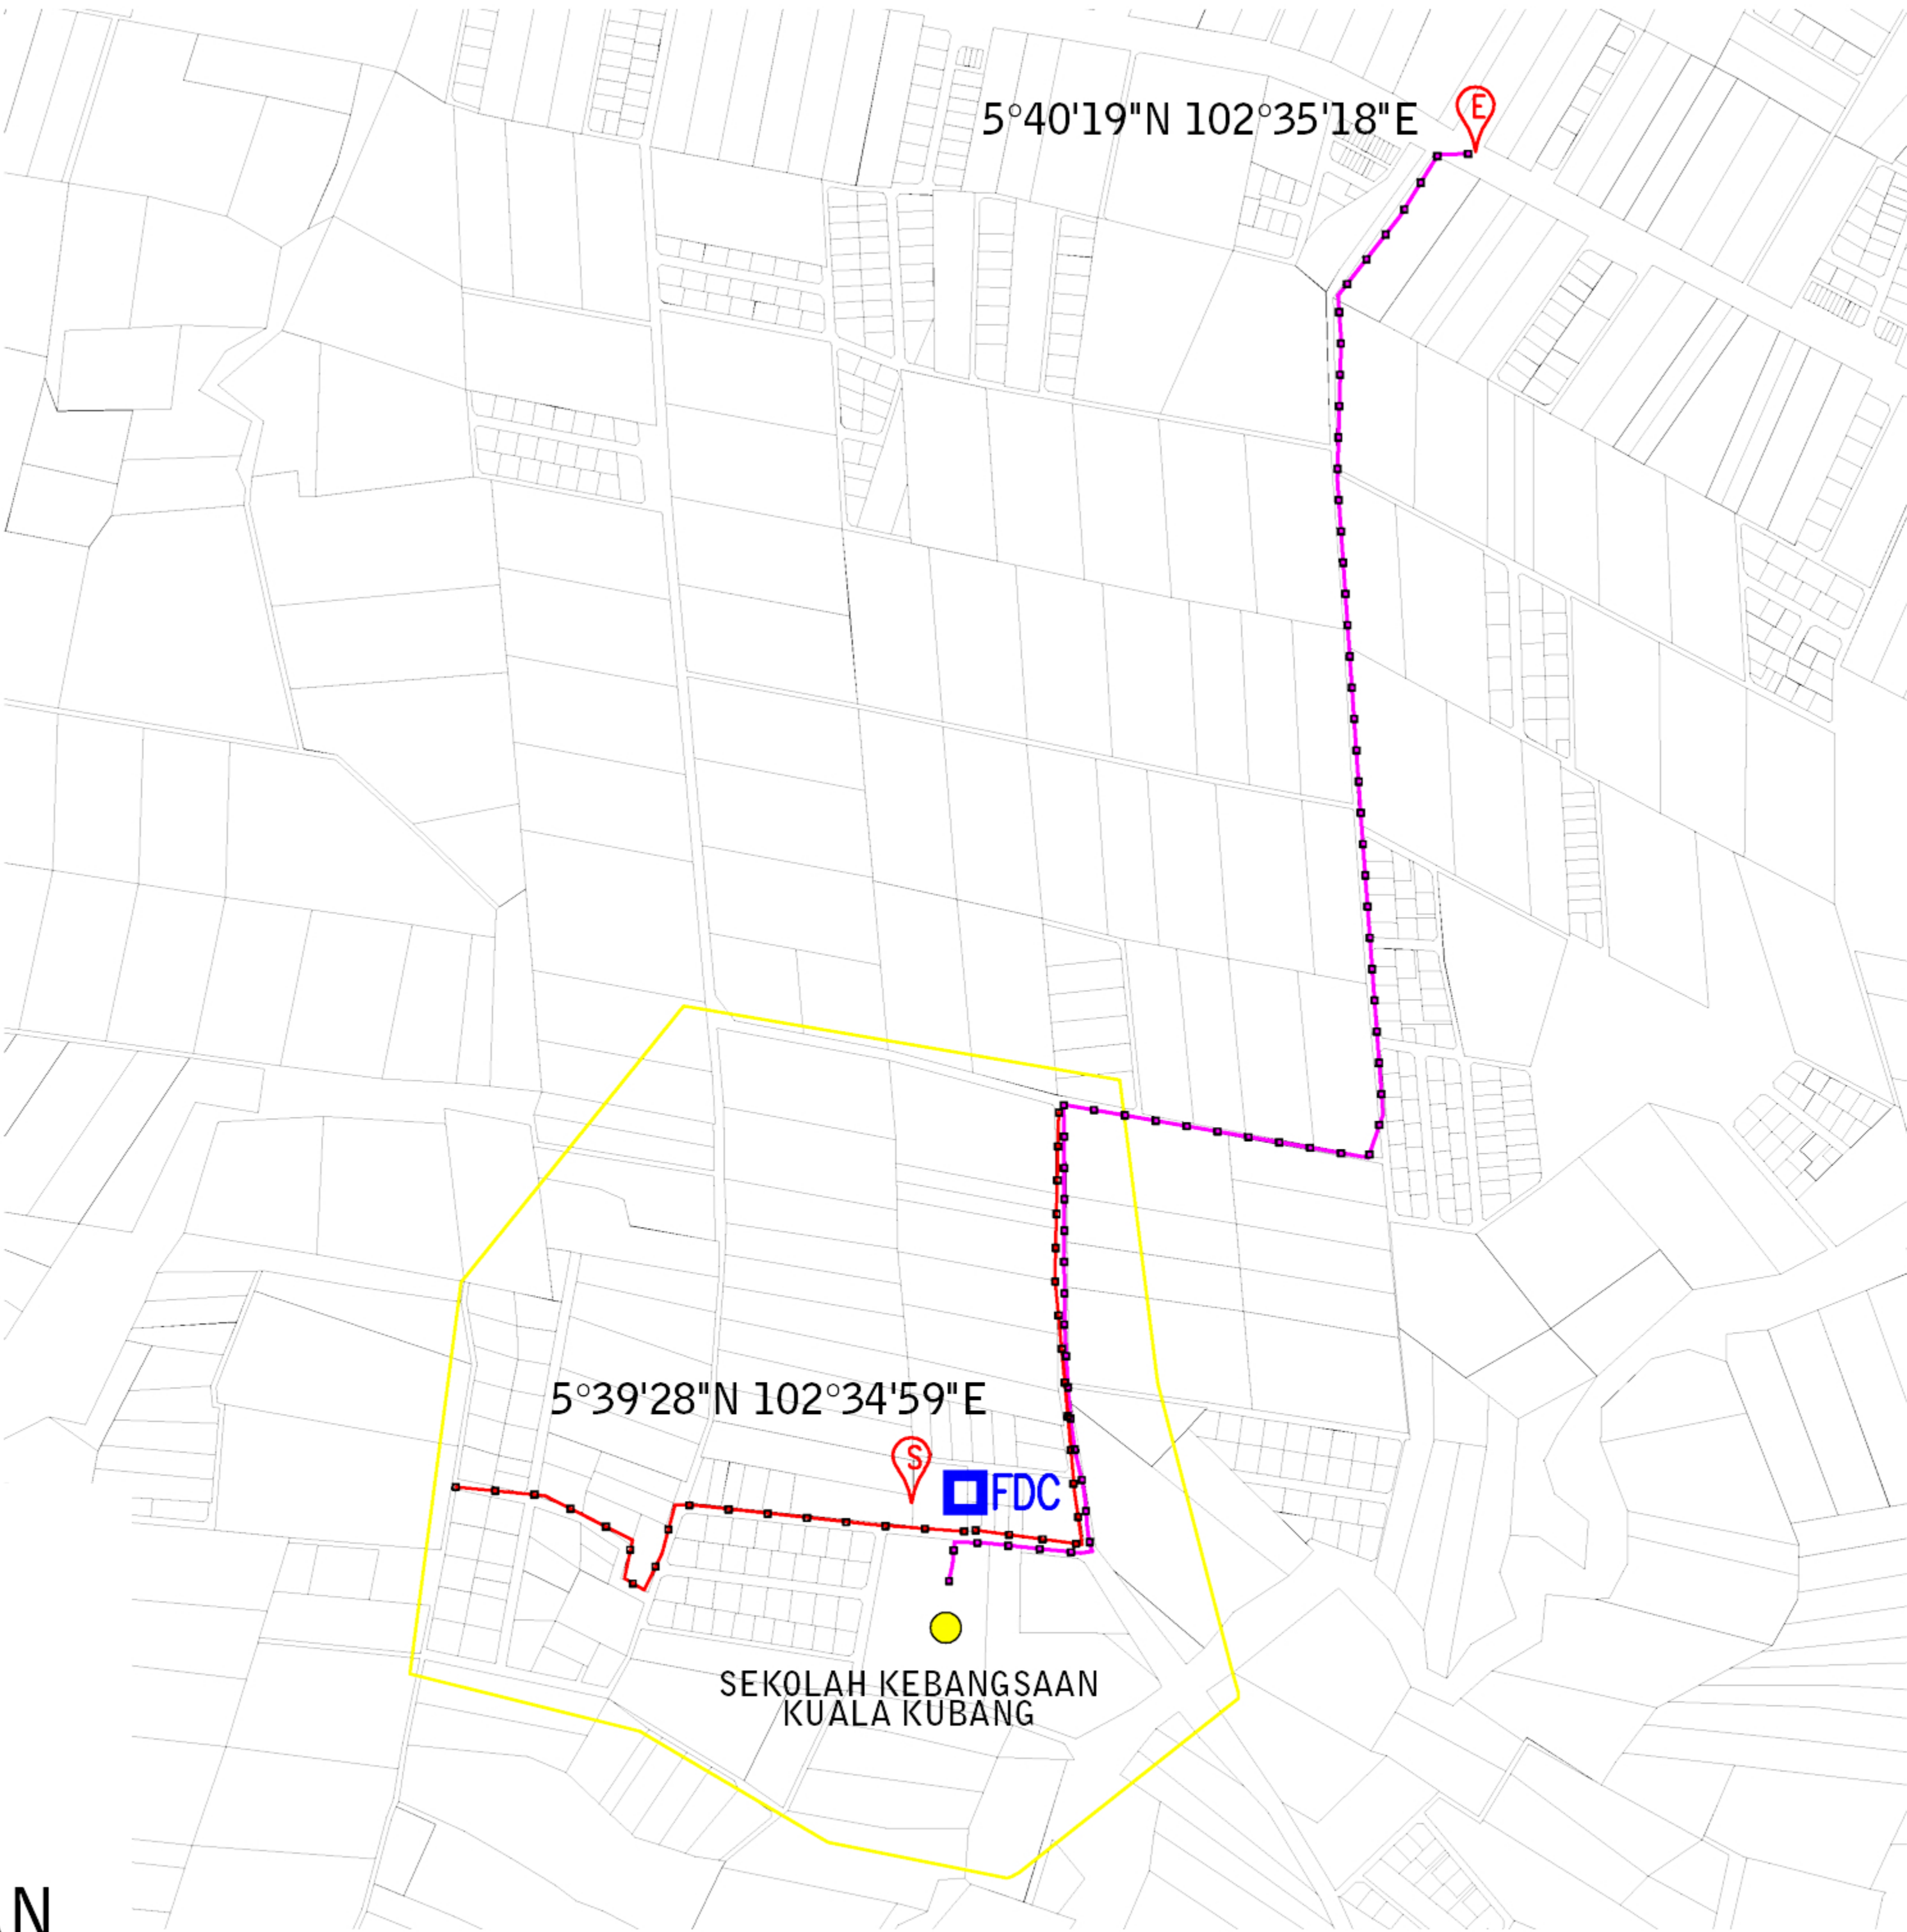 5°40'19"N 102°35'18"E
E
5°39'28"N 102°34'59"E
S
FDC
SEKOLAH KEBANGSAAN
KUALA KUBANG
N